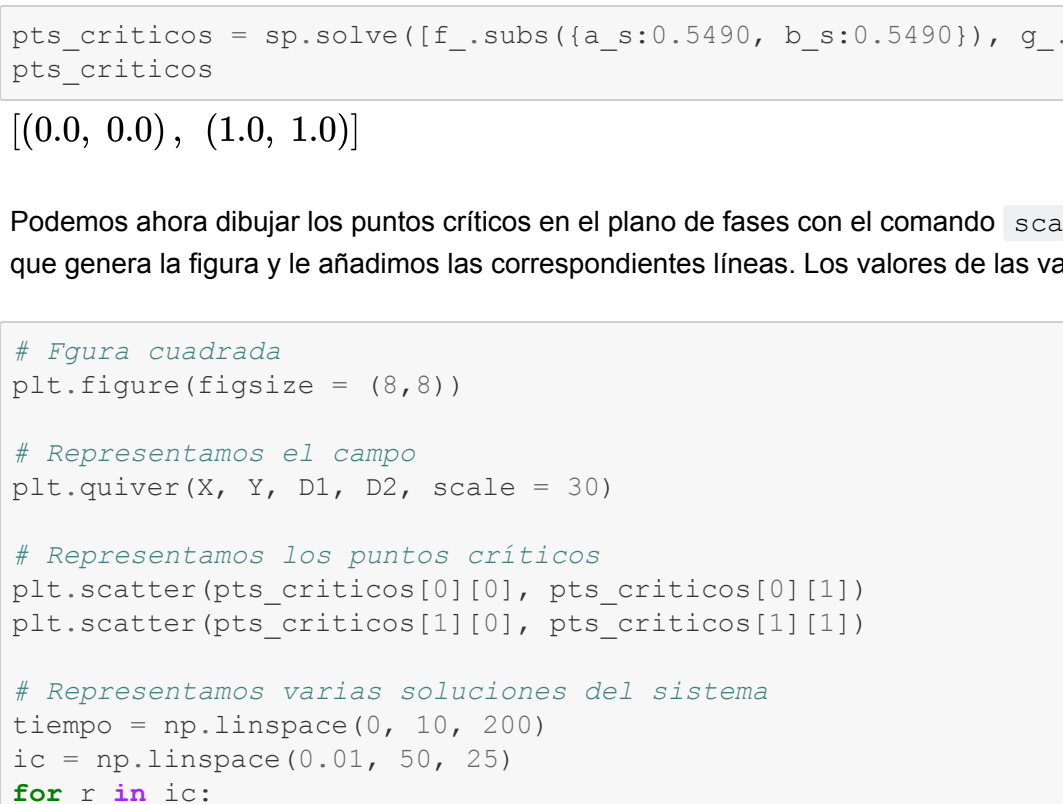 pts_criticos = sp.solve([f_.subs({a_s:0.5490, b_s:0.5490}), g_.
pts_criticos
[(0.0, 0.0), (1.0, 1.0)]
Podemos ahora dibujar los puntos críticos en el plano de fases con el comando sca
que genera la figura y le añadimos las correspondientes líneas. Los valores de las va
# Fgura cuadrada
plt.figure(figsize = (8,8))
# Representamos el campo
plt.quiver(X, Y, D1, D2, scale = 30)
# Representamos los puntos críticos
plt.scatter(pts_criticos[0][0], pts_criticos[0][1])
plt.scatter(pts_criticos[1][0], pts_criticos[1][1])
# Representamos varias soluciones del sistema
tiempo = np.linspace(0, 10, 200)
ic = np.linspace(0.01, 50, 25)
for r in ic: